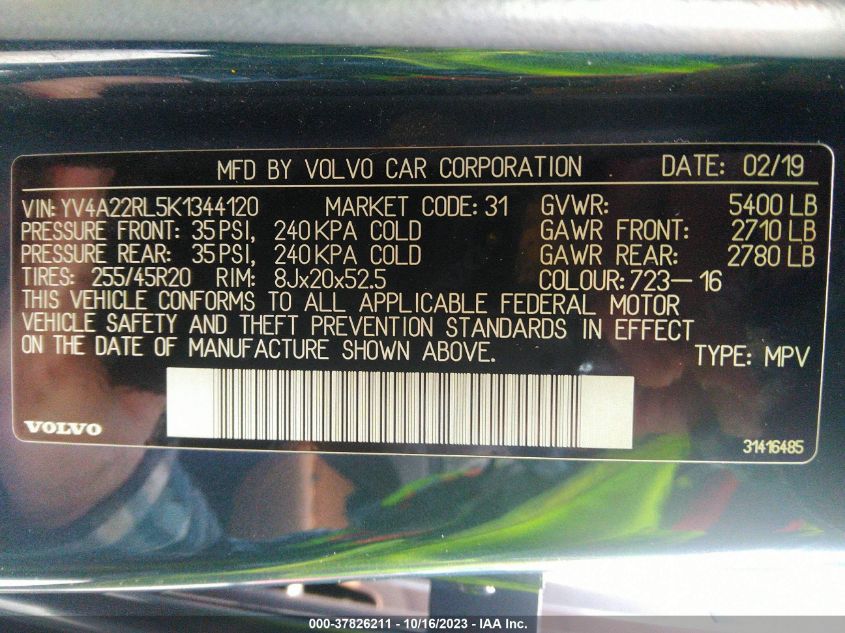 MFD BY VOLVO CAR CORPORATION DATE: 02/19
VIN: YV4A22RL5K1344120 MARKET CODE: 31 GVWR: 5400 LB
PRESSURE FRONT: 35 PSI, 240 KPA COLD GAWR FRONT: 2710 LB
PRESSURE REAR: 35 PSI, 240 KPA COLD GAWR REAR: 2780 LB
TIRES: 255/45R20 RIM: 8Jx20x52.5 COLOUR: 723-16
THIS VEHICLE CONFORMS TO ALL APPLICABLE FEDERAL MOTOR
VEHICLE SAFETY AND THEFT PREVENTION STANDARDS IN EFFECT
ON THE DATE OF MANUFACTURE SHOWN ABOVE. TYPE: MPV
VOLVO 31416485
000-37826211 - 10/16/2023 - IAA Inc.